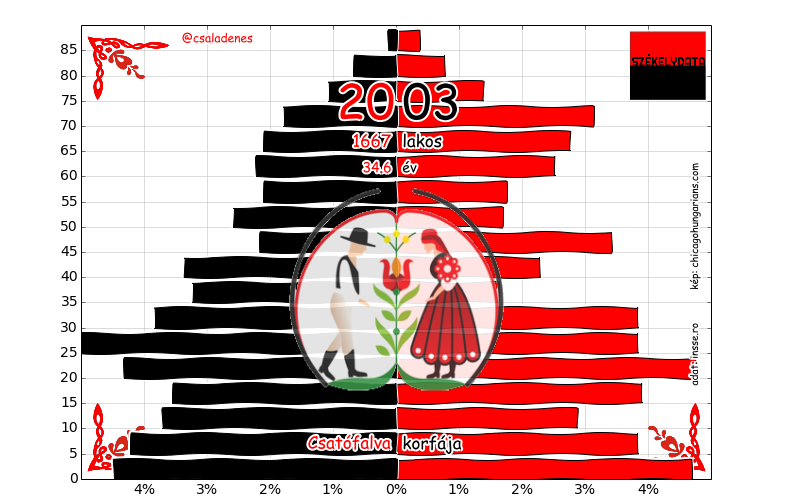 @csaladenes
SZÉKELYDATA
2003
1667 lakos
34.6 év
kép: chicagohungarians.com
adat: insse.ro
Csatófalva korfája
85
80
75
70
65
60
55
50
45
40
35
30
25
20
15
10
5
0
4% 3% 2% 1% 0% 1% 2% 3% 4%